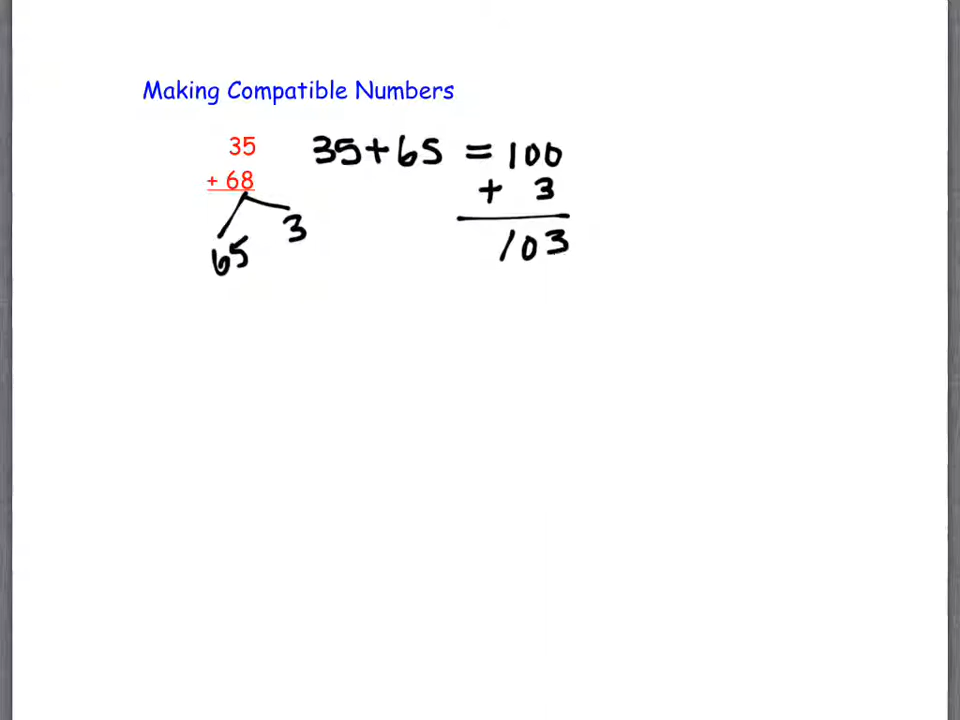 Making Compatible Numbers
35 35+65 = 100
+ 68 + 3
65 3 103